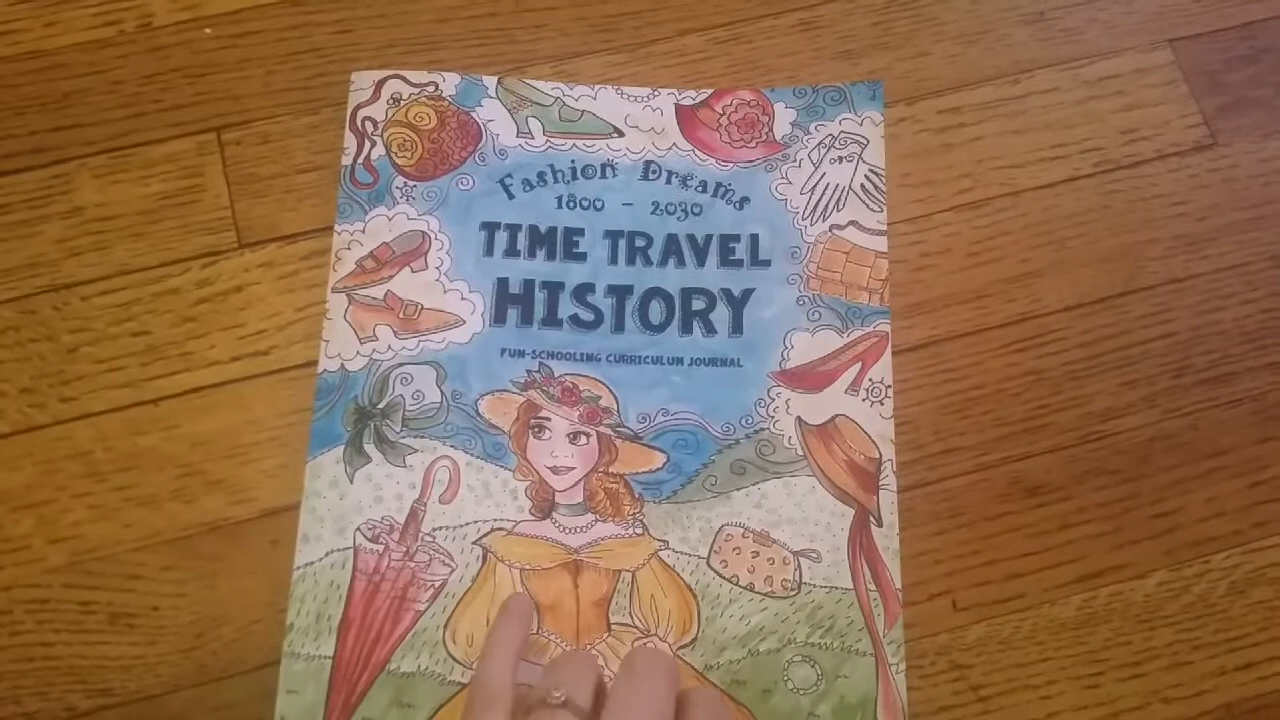 Fashion Dreams
1800 - 2030
TIME TRAVEL
HISTORY
FUN-SCHOOLING CURRICULUM JOURNAL